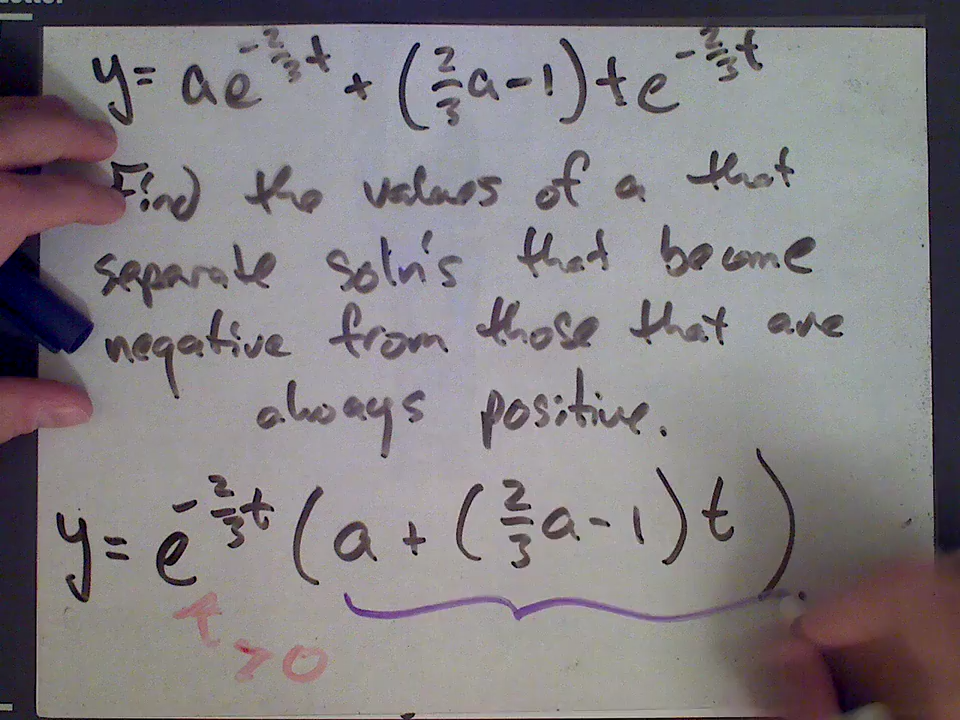 y = ae^{-2/3 t} + (2/3 a - 1) t e^{-2/3 t}
Find the values of a that
separate soln's that become
negative from those that are
always positive.
y = e^{-2/3 t} (a + (2/3 a - 1) t)
> 0